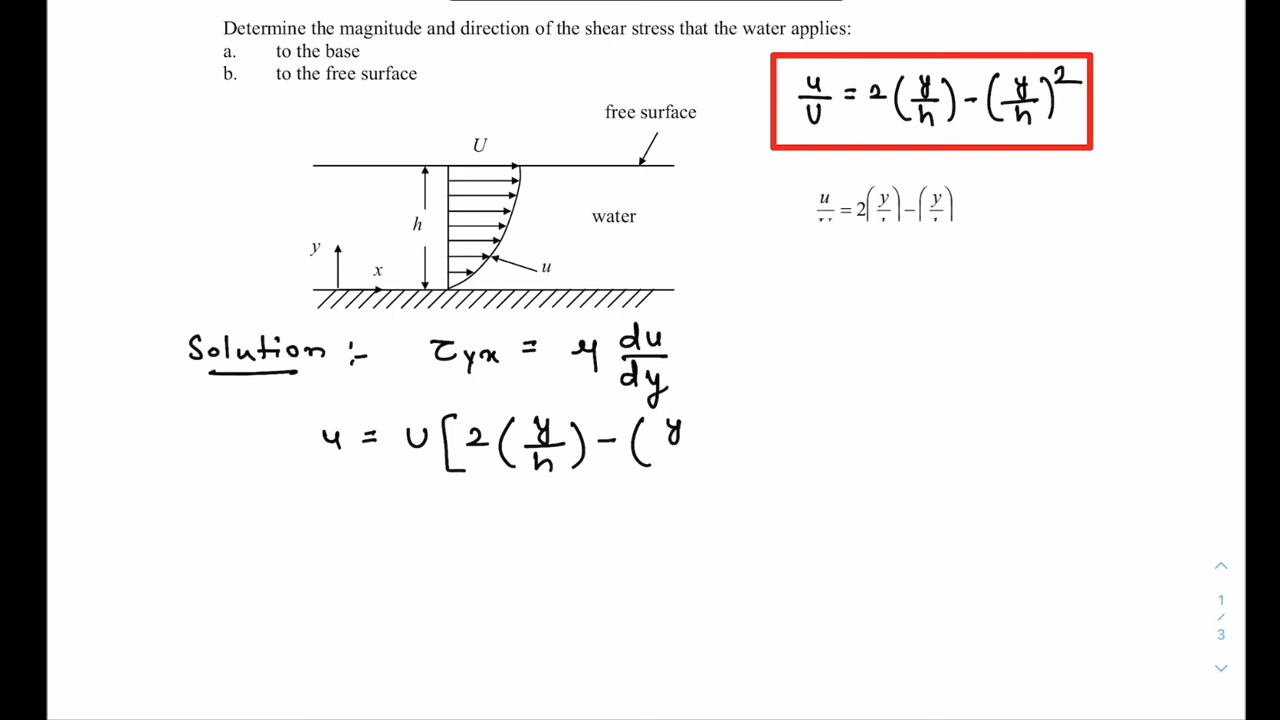 Determine the magnitude and direction of the shear stress that the water applies:
a. to the base
b. to the free surface
u/U = 2(y/h) - (y/h)^2
free surface
U
u = 2(y ) - (y )
h
water
y
x
u
Solution :- τyx = μ du/dy
u = U[2(y/h) - ( y
1
/
3